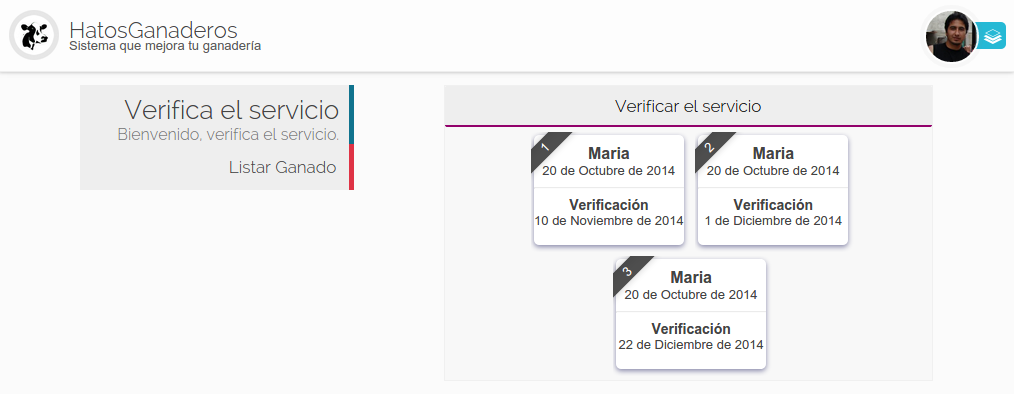 HatosGanaderos
Sistema que mejora tu ganadería
Verifica el servicio
Bienvenido, verifica el servicio.
Listar Ganado
Verificar el servicio
1
Maria
20 de Octubre de 2014
Verificación
10 de Noviembre de 2014
2
Maria
20 de Octubre de 2014
Verificación
1 de Diciembre de 2014
3
Maria
20 de Octubre de 2014
Verificación
22 de Diciembre de 2014